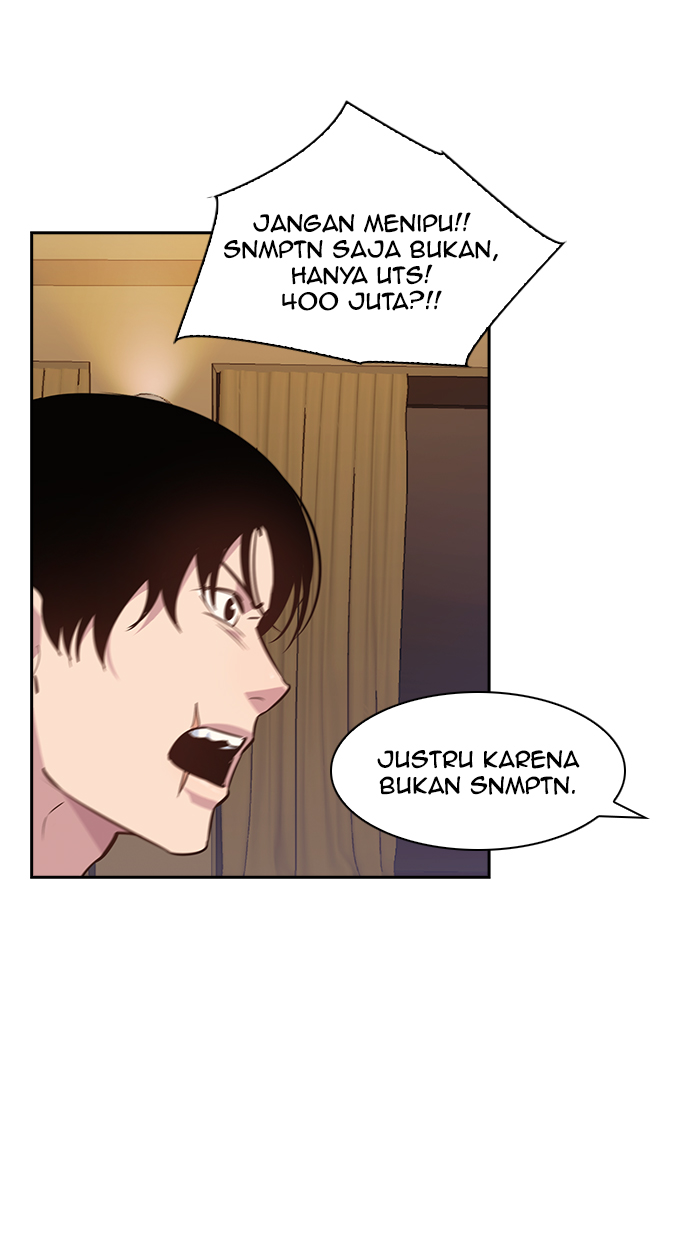 JANGAN MENIPU!!
SNMPTN SAJA BUKAN,
HANYA UTS!
400 JUTA?!!
JUSTRU KARENA
BUKAN SNMPTN.